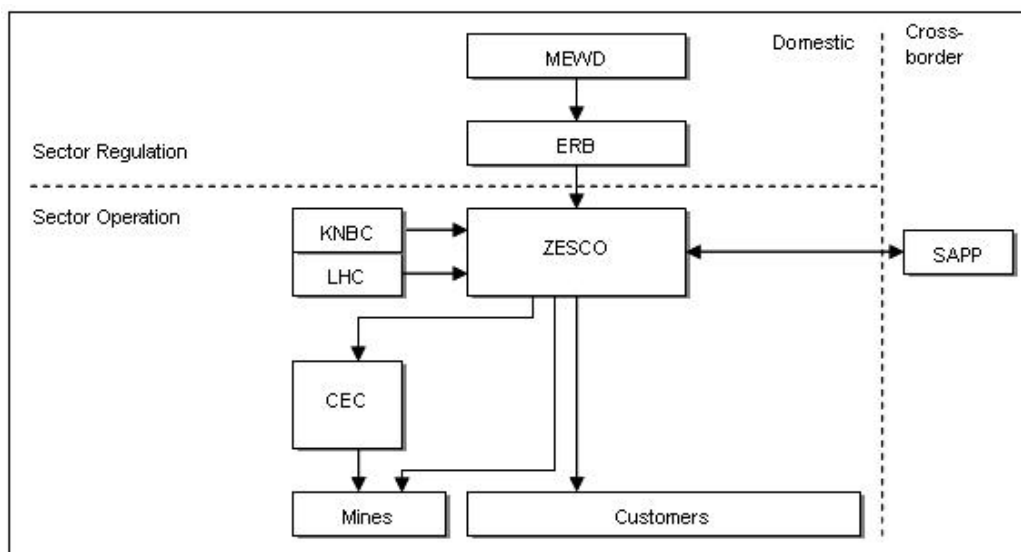 Domestic
Cross-
border
MEWD
ERB
Sector Regulation
Sector Operation
KNBC
ZESCO
SAPP
LHC
CEC
Mines
Customers